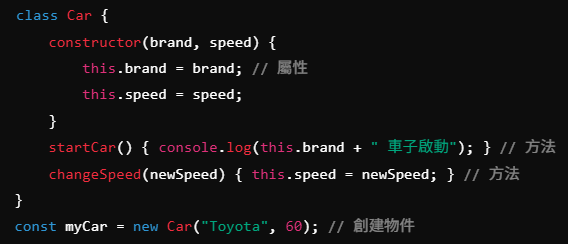 class Car {
    constructor(brand, speed) {
        this.brand = brand; // 屬性
        this.speed = speed;
    }
    startCar() { console.log(this.brand + " 車子啟動"); } // 方法
    changeSpeed(newSpeed) { this.speed = newSpeed; } // 方法
}
const myCar = new Car("Toyota", 60); // 創建物件